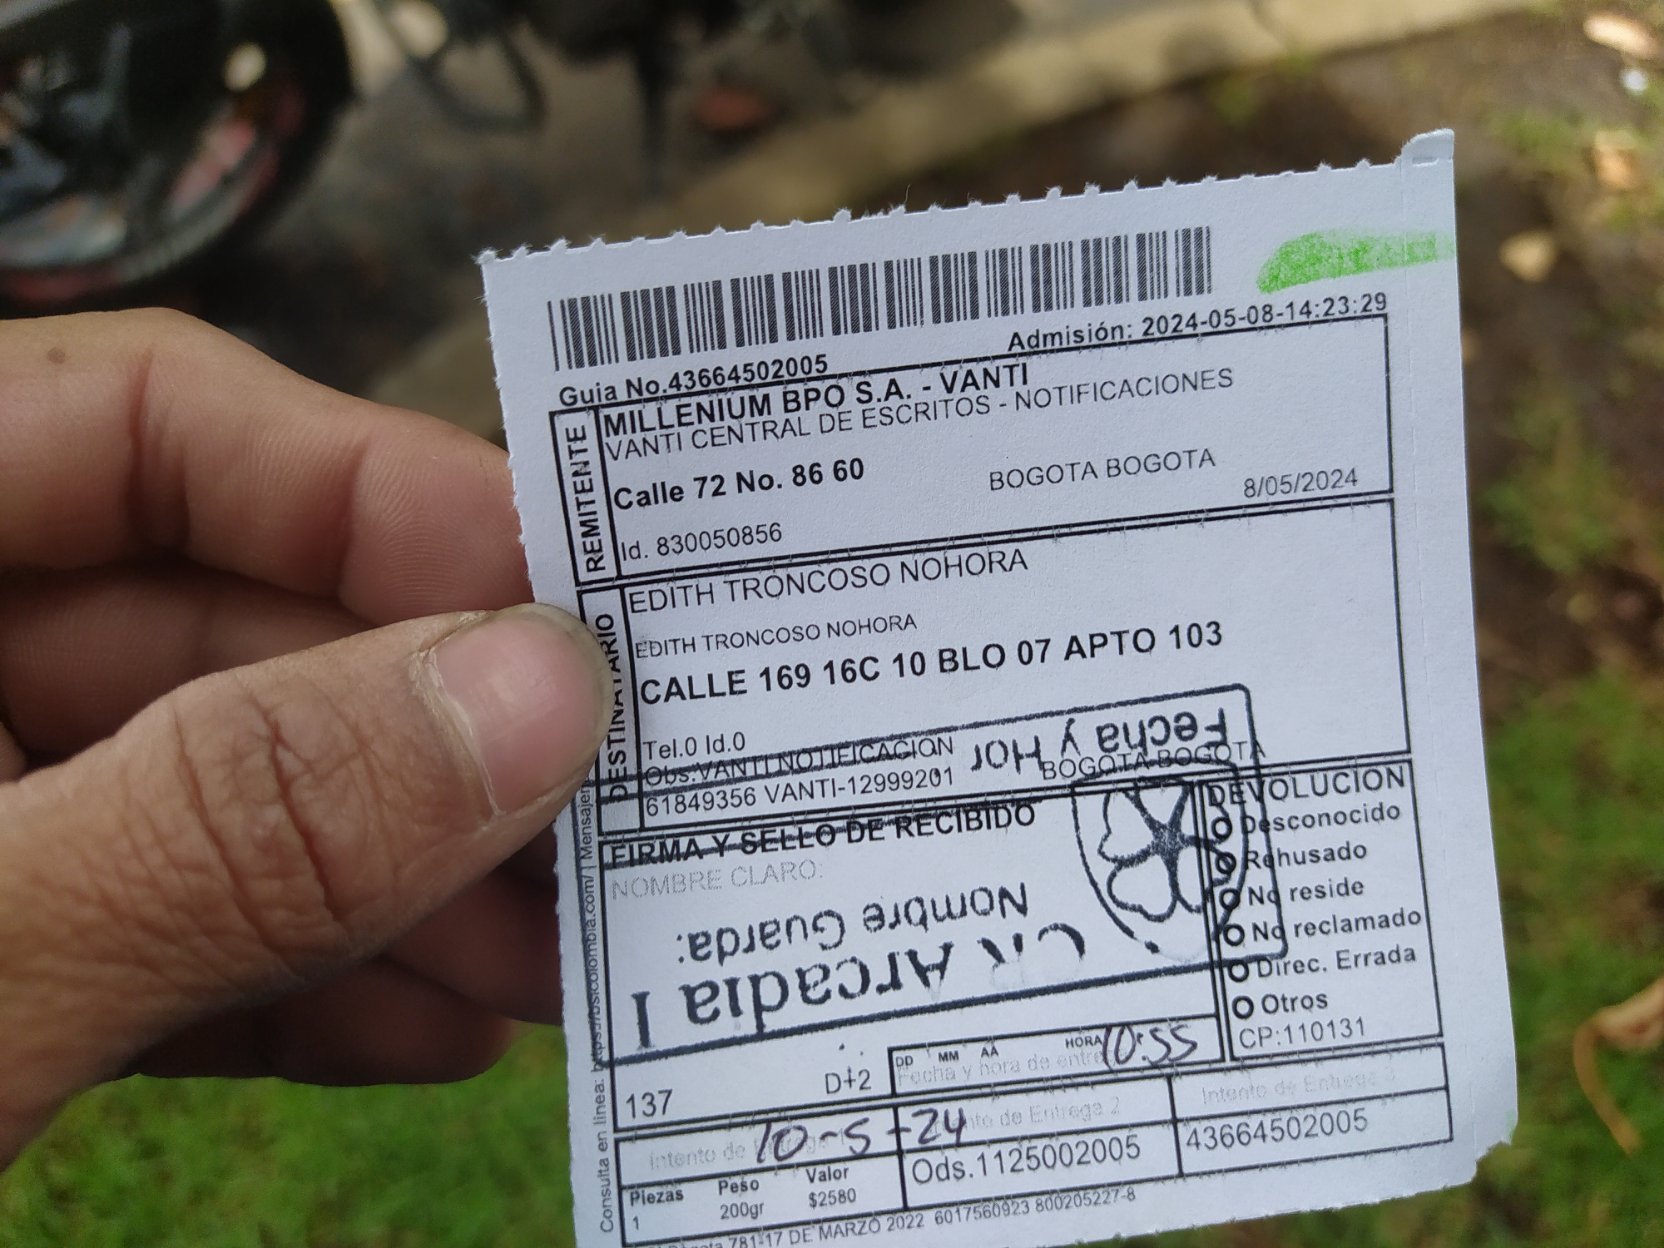 Admisión: 2024-05-08-14:23:29
Guia No.43664502005
REMITENTE
MILLENIUM BPO S.A. - VANTI
VANTI CENTRAL DE ESCRITOS - NOTIFICACIONES
Calle 72 No. 86 60
BOGOTA BOGOTA
8/05/2024
Id. 830050856
DESTINATARIO
EDITH TRONCOSO NOHORA
EDITH TRONCOSO NOHORA
CALLE 169 16C 10 BLO 07 APTO 103
Tel.0 Id.0
Obs:VANTI NOTIFICACION
BOGOTA-BOGOTA
61849356 VANTI-12999201
FIRMA Y SELLO DE RECIBIDO
NOMBRE CLARO:
CR Arcadia I
Nombre Guarda:
Fecha y Hor
DEVOLUCION
Desconocido
Rehusado
No reside
No reclamado
Direc. Errada
Otros
CP:110131
DD MM AA HORA
10:55
Fecha y hora de entre
137
D+2
10-5-24
Intento de
Entrega 2
Intento de Entrega 3
Piezas
1
Peso
200gr
Valor
$2580
Ods.1125002005
43664502005
781-17 DE MARZO 2022 6017560923 800205227-8
Consulta en linea: